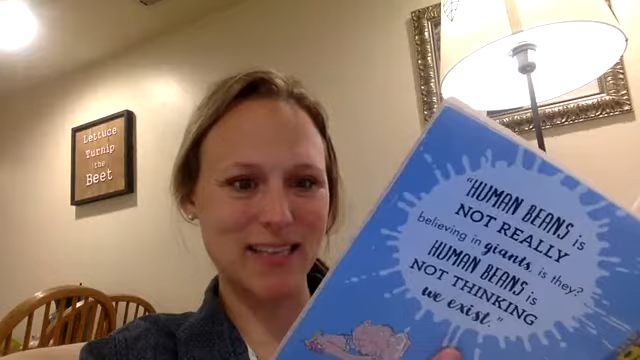 Lettuce
Turnip
the
Beet
"HUMAN BEANS is
NOT REALLY
believing in giants, is they?
HUMAN BEANS is
NOT THINKING
we exist."